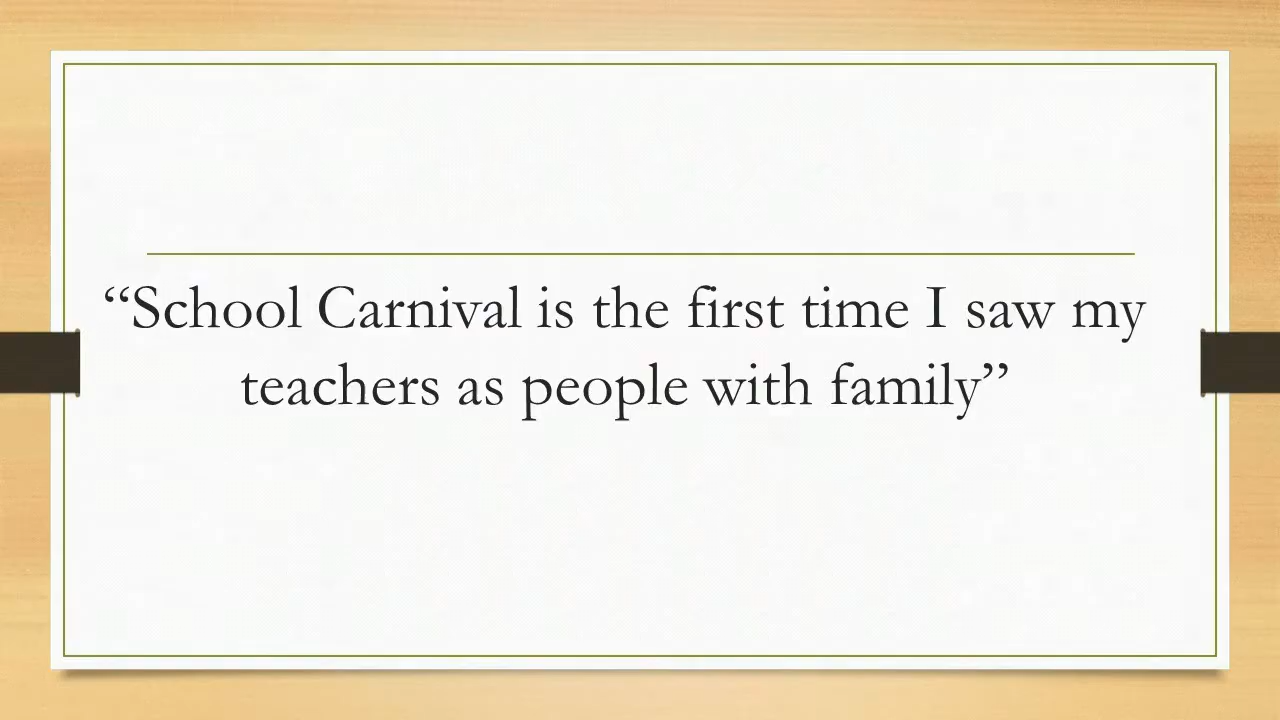 “School Carnival is the first time I saw my
teachers as people with family”